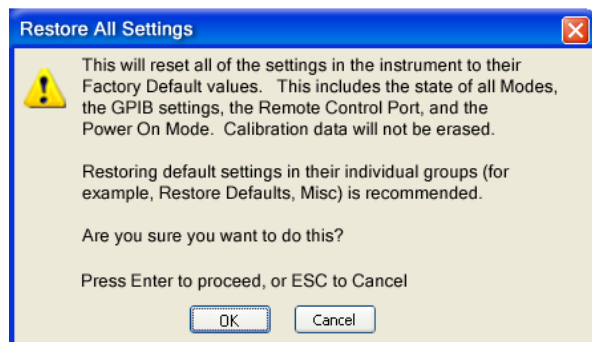 Restore All Settings
This will reset all of the settings in the instrument to their
Factory Default values. This includes the state of all Modes,
the GPIB settings, the Remote Control Port, and the
Power On Mode. Calibration data will not be erased.
Restoring default settings in their individual groups (for
example, Restore Defaults, Misc) is recommended.
Are you sure you want to do this?
Press Enter to proceed, or ESC to Cancel
OK Cancel